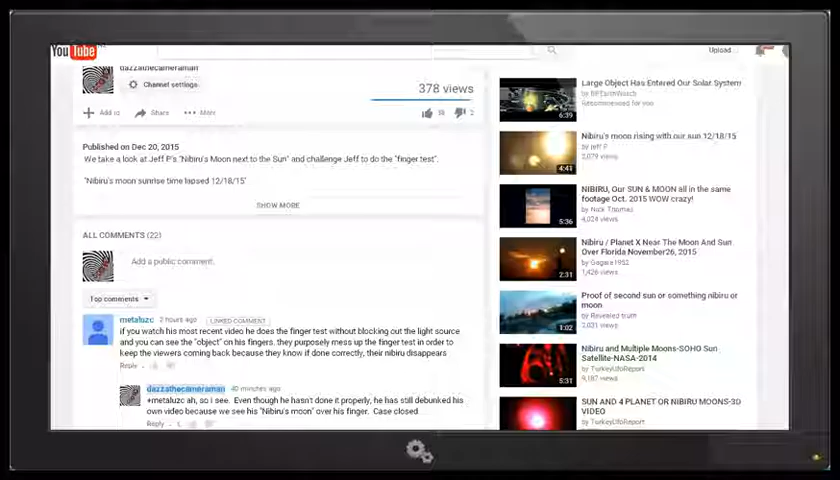 YouTube
Upload
dazzathecameraman
Channel settings
378 views
Add to
Share
More
2
Published on Dec 20, 2015
We take a look at Jeff P's "Nibiru's Moon next to the Sun" and challenge Jeff to do the "finger test".
"Nibiru's moon sunrise time lapsed 12/18/15"
SHOW MORE
ALL COMMENTS (22)
Add a public comment..
Top comments
metaluzc 2 hours ago LINKED COMMENT
if you watch his most recent video he does the finger test without blocking out the light source
and you can see the "object" on his fingers. they purposely mess up the finger test in order to
keep the viewers coming back because they know if done correctly, their nibiru disappears
Reply
dazzathecameraman 40 minutes ago
+metaluzc ah, so i see. Even though he hasn't done it properly, he has still debunked his
own video because we see his "Nibiru's moon" over his finger. Case closed.
Reply
Large Object Has Entered Our Solar System
by BPEarthWatch
Recommended for you
6:39
Nibiru's moon rising with our sun 12/18/15
by Jeff P
2,079 views
4:41
NIBIRU, Our SUN & MOON all in the same
footage Oct. 2015 WOW crazy!
by Nick Thomas
4,024 views
5:36
Nibiru / Planet X Near The Moon And Sun
Over Florida November26, 2015
by Gagara1952
1,426 views
2:31
Proof of second sun or something nibiru or
moon
by Revealed truth
2,021 views
1:02
Nibiru and Multiple Moons-SOHO Sun
Satellite-NASA-2014
by TurkeyUfoReport
9,187 views
5:31
SUN AND 4 PLANET OR NIBIRU MOONS-3D
VIDEO
by TurkeyUfoReport